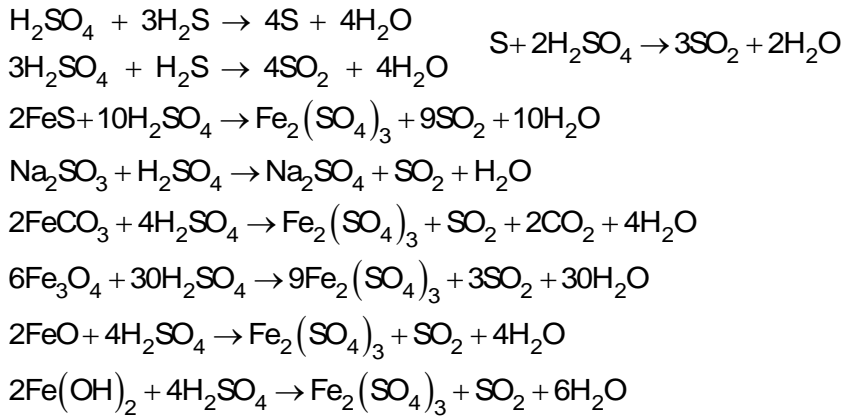 H₂SO₄ + 3H₂S → 4S + 4H₂O
S+2H₂SO₄→3SO₂+2H₂O
3H₂SO₄ + H₂S → 4SO₂ + 4H₂O
2FeS+10H₂SO₄→Fe₂(SO₄)₃+9SO₂+10H₂O
Na₂SO₃+H₂SO₄→Na₂SO₄+SO₂+H₂O
2FeCO₃+4H₂SO₄→Fe₂(SO₄)₃+SO₂+2CO₂+4H₂O
6Fe₃O₄+30H₂SO₄→9Fe₂(SO₄)₃+3SO₂+30H₂O
2FeO+4H₂SO₄→Fe₂(SO₄)₃+SO₂+4H₂O
2Fe(OH)₂+4H₂SO₄→Fe₂(SO₄)₃+SO₂+6H₂O